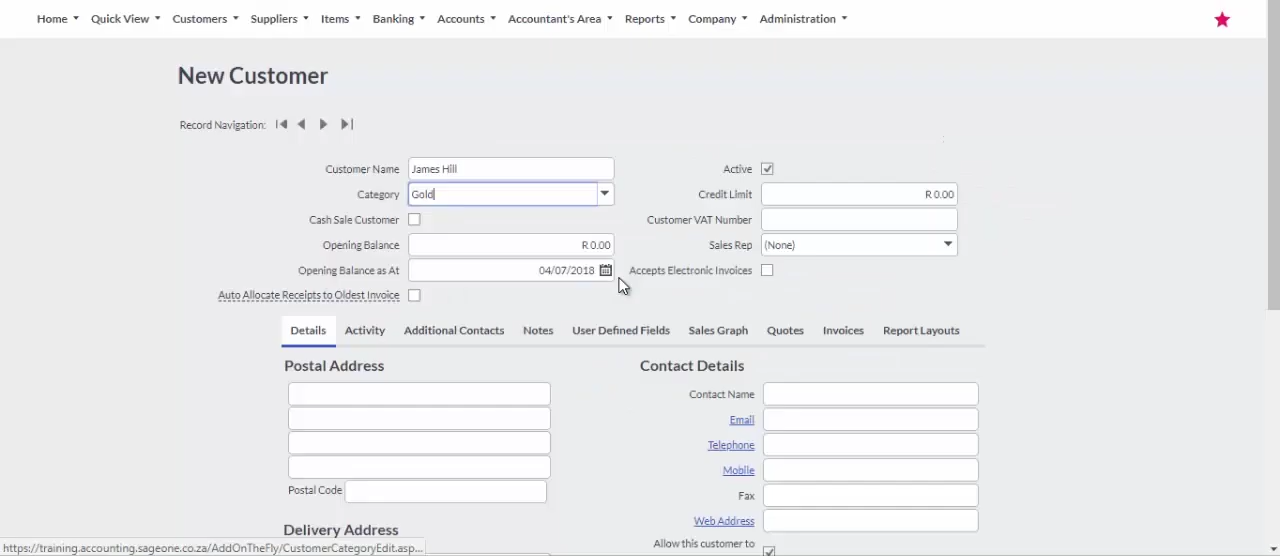 Home Quick View Customers Suppliers Items Banking Accounts Accountant's Area Reports Company Administration
New Customer
Record Navigation:
Customer Name James Hill Active
Category Gold Credit Limit R 0.00
Cash Sale Customer Customer VAT Number
Opening Balance R 0.00 Sales Rep (None)
Opening Balance as At 04/07/2018 Accepts Electronic Invoices
Auto Allocate Receipts to Oldest Invoice
Details Activity Additional Contacts Notes User Defined Fields Sales Graph Quotes Invoices Report Layouts
Postal Address Contact Details
Contact Name
Email
Telephone
Mobile
Postal Code Fax
Web Address
Delivery Address
Allow this customer to
https://training.accounting.sageone.co.za/AddOnTheFly/CustomerCategoryEdit.asp...